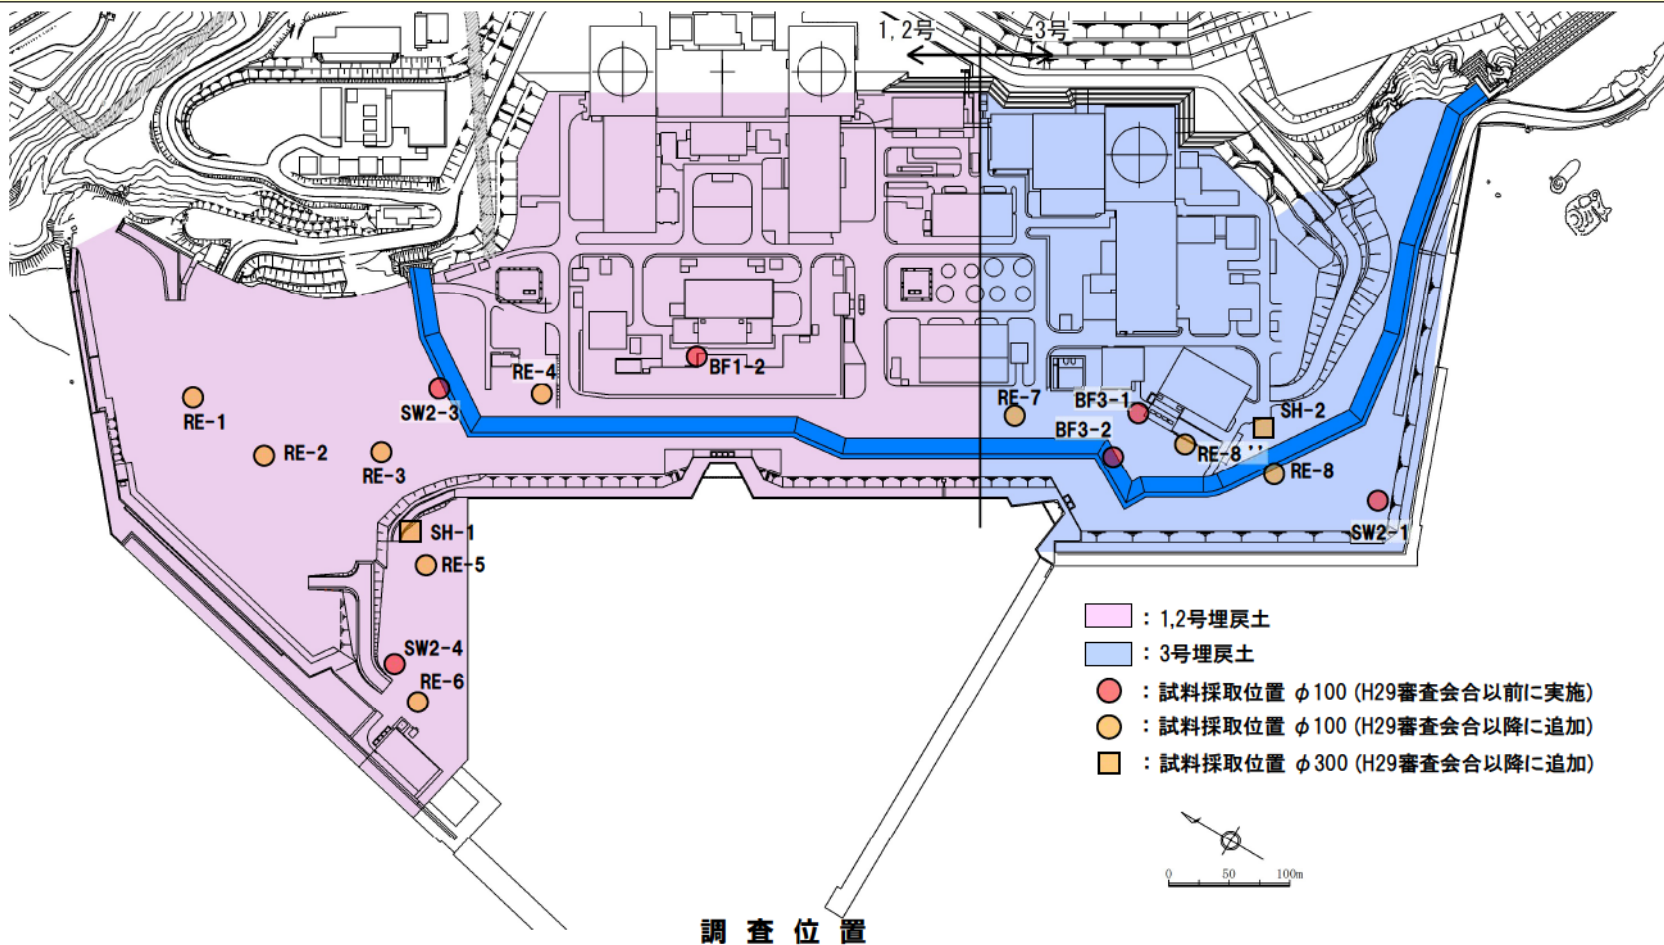 1,2号
3号
RE-4
BF1-2
RE-1
SW2-3
RE-7
BF3-1
SH-2
BF3-2
RE-2
RE-3
RE-8''
RE-8
SH-1
SW2-1
RE-5
SW2-4
RE-6
：1,2号埋戻土
：3号埋戻土
：試料採取位置 φ100 (H29審査会合以前に実施)
：試料採取位置 φ100 (H29審査会合以降に追加)
：試料採取位置 φ300 (H29審査会合以降に追加)
0 50 100m
調査位置